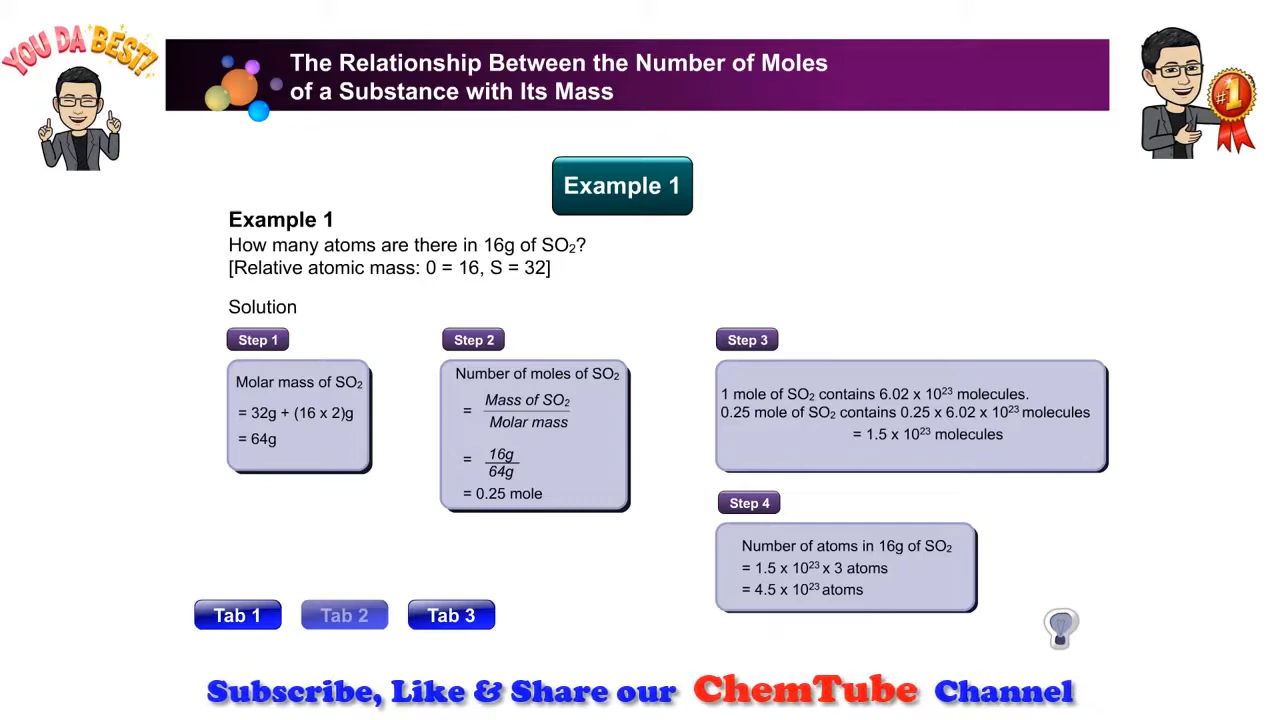 YOU DA BEST!
The Relationship Between the Number of Moles
of a Substance with Its Mass
#1
Example 1
Example 1
How many atoms are there in 16g of SO₂?
[Relative atomic mass: 0 = 16, S = 32]
Solution
Step 1
Molar mass of SO₂
= 32g + (16 x 2)g
= 64g
Step 2
Number of moles of SO₂
= Mass of SO₂
Molar mass
= 16g
64g
= 0.25 mole
Step 3
1 mole of SO₂ contains 6.02 x 10²³ molecules.
0.25 mole of SO₂ contains 0.25 x 6.02 x 10²³ molecules
= 1.5 x 10²³ molecules
Step 4
Number of atoms in 16g of SO₂
= 1.5 x 10²³ x 3 atoms
= 4.5 x 10²³ atoms
Tab 1 Tab 2 Tab 3
Subscribe, Like & Share our ChemTube Channel